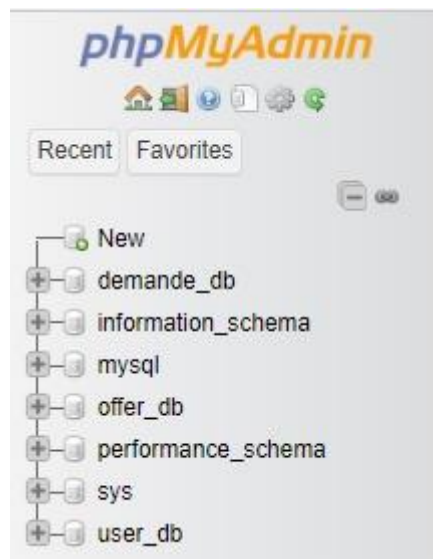 phpMyAdmin
Recent Favorites
New
demande_db
information_schema
mysql
offer_db
performance_schema
sys
user_db